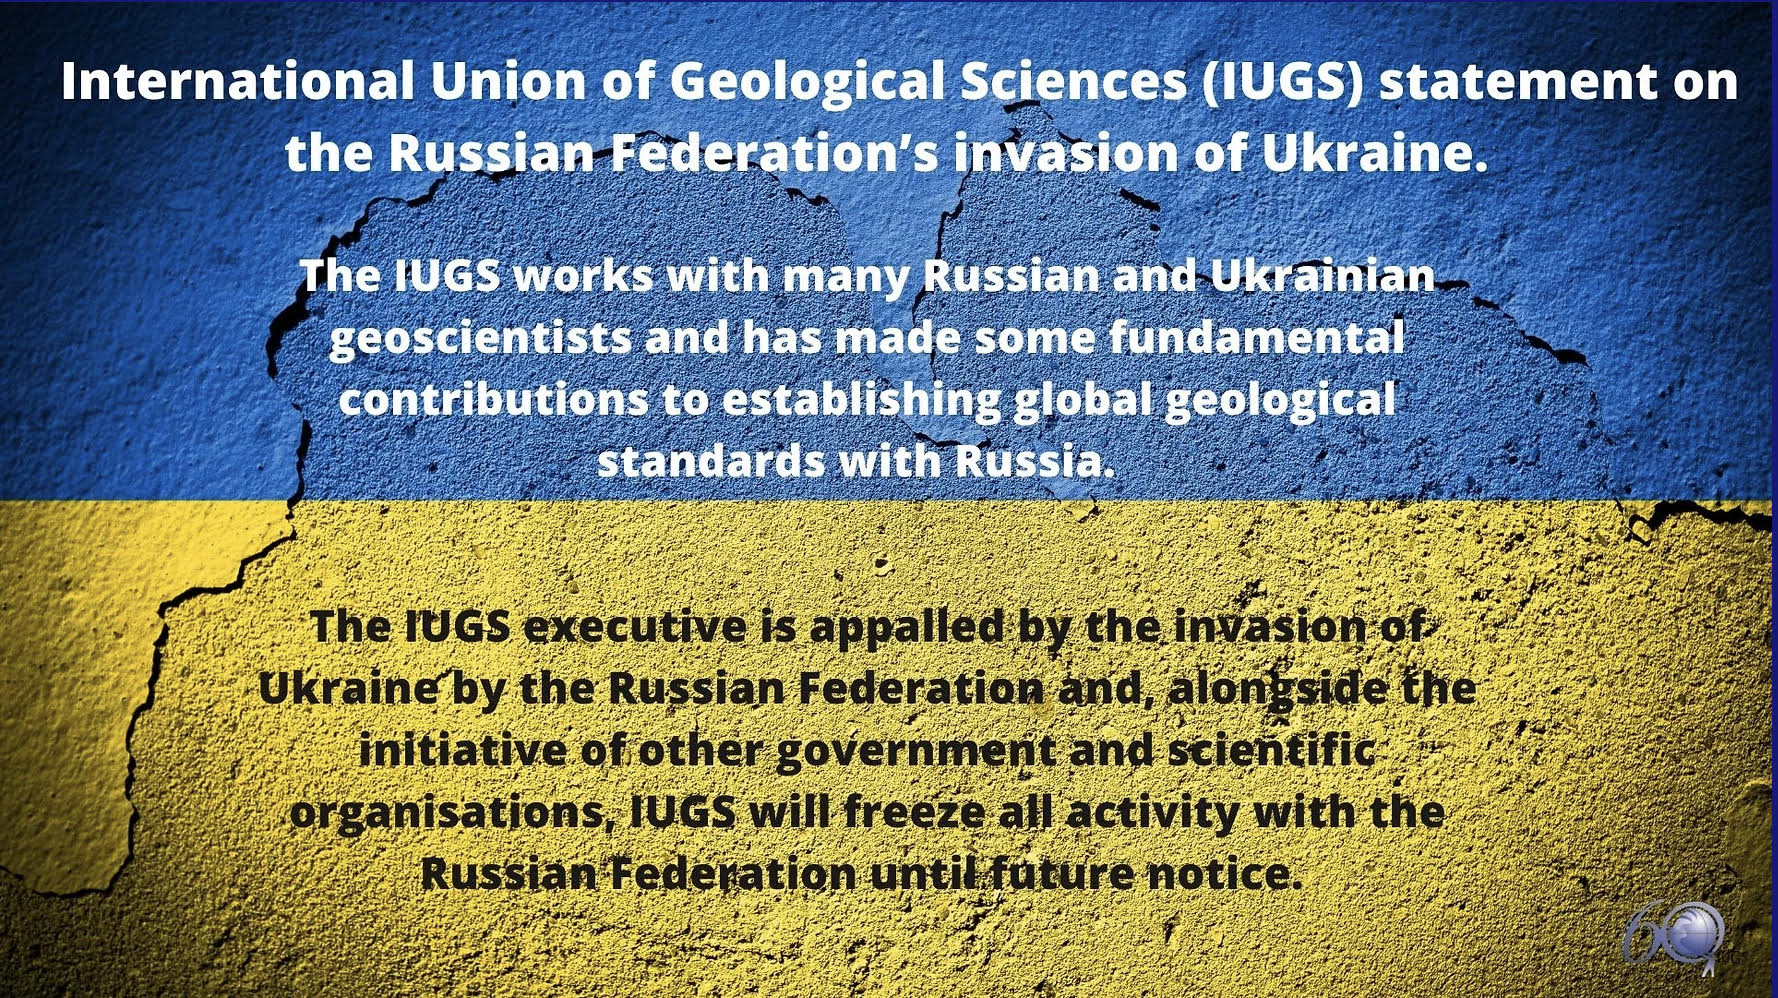 International Union of Geological Sciences (IUGS) statement on
the Russian Federation’s invasion of Ukraine.
The IUGS works with many Russian and Ukrainian
geoscientists and has made some fundamental
contributions to establishing global geological
standards with Russia.
The IUGS executive is appalled by the invasion of
Ukraine by the Russian Federation and, alongside the
initiative of other government and scientific
organisations, IUGS will freeze all activity with the
Russian Federation until future notice.
60